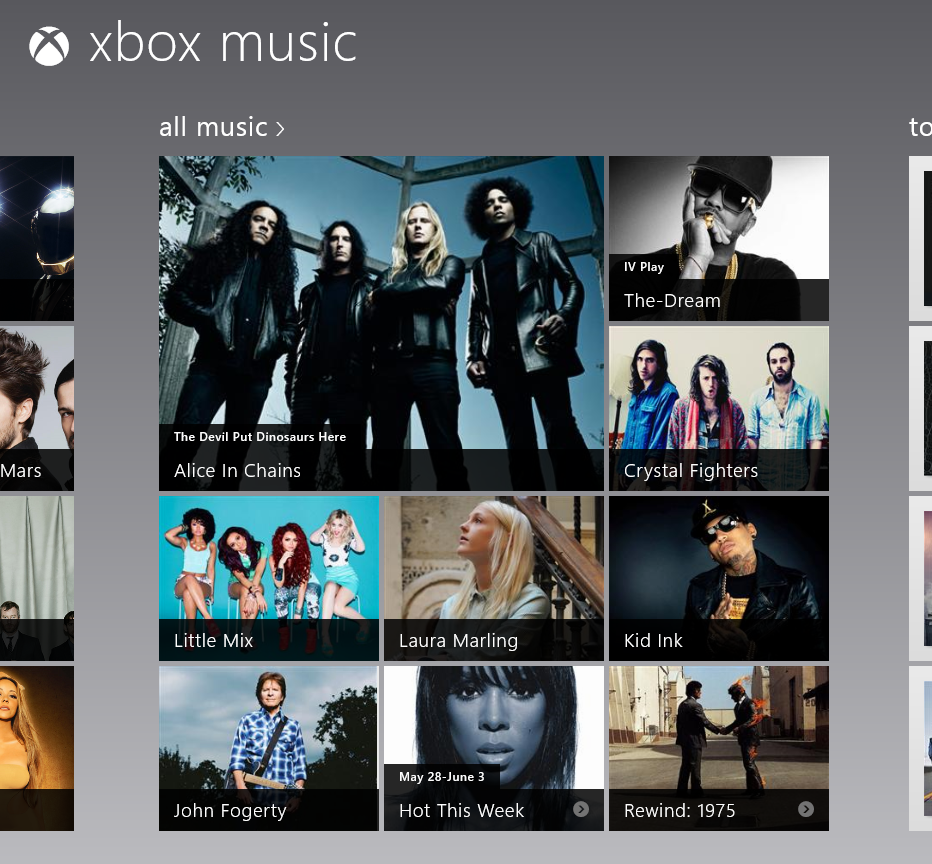 xbox music
all music
to
The Devil Put Dinosaurs Here
Alice In Chains
IV Play
The-Dream
Mars
Crystal Fighters
Little Mix
Laura Marling
Kid Ink
John Fogerty
May 28-June 3
Hot This Week
Rewind: 1975